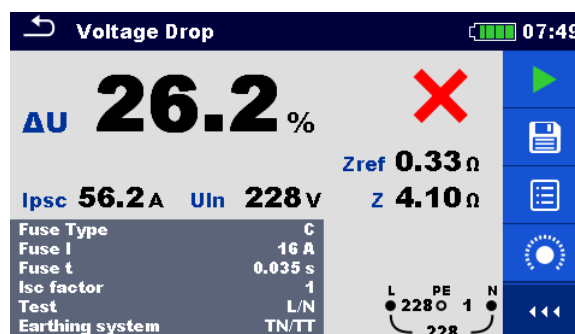 Voltage Drop 07:49
ΔU 26.2 %
Zref 0.33 Ω
Ipsc 56.2 A Uln 228 V Z 4.10 Ω
Fuse Type C
Fuse I 16 A
Fuse t 0.035 s
Isc factor 1
Test L/N
Earthing system TN/TT
L PE N
228 1
228